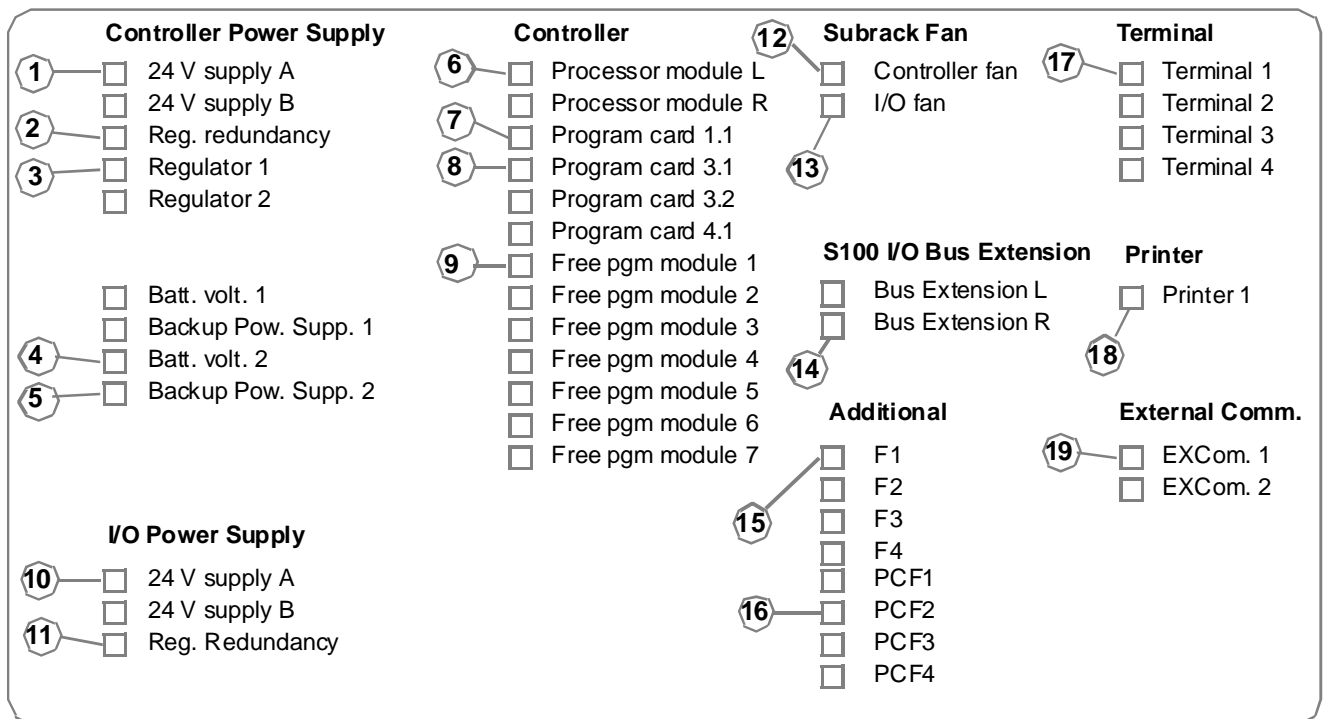 Controller Power Supply
1
24 V supply A
24 V supply B
2
Reg. redundancy
3
Regulator 1
Regulator 2
Batt. volt. 1
Backup Pow. Supp. 1
4
Batt. volt. 2
5
Backup Pow. Supp. 2
I/O Power Supply
10
24 V supply A
24 V supply B
11
Reg. Redundancy
Controller
6
Processor module L
Processor module R
7
Program card 1.1
8
Program card 3.1
Program card 3.2
Program card 4.1
9
Free pgm module 1
Free pgm module 2
Free pgm module 3
Free pgm module 4
Free pgm module 5
Free pgm module 6
Free pgm module 7
12
Subrack Fan
Controller fan
I/O fan
13
S100 I/O Bus Extension
Bus Extension L
Bus Extension R
14
Additional
F1
F2
15
F3
F4
PCF1
16
PCF2
PCF3
PCF4
Terminal
17
Terminal 1
Terminal 2
Terminal 3
Terminal 4
Printer
Printer 1
18
External Comm.
19
EXCom. 1
EXCom. 2